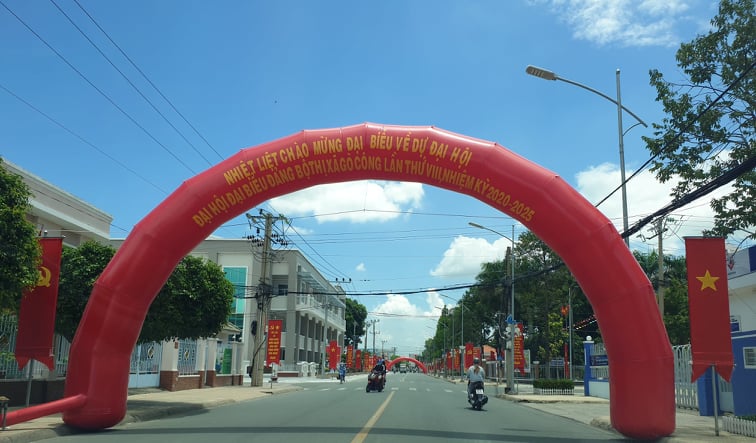 NHIỆT LIỆT CHÀO MỪNG ĐẠI BIỂU VỀ DỰ ĐẠI HỘI
ĐẠI HỘI ĐẠI BIỂU ĐẢNG BỘ THỊ XÃ GÒ CÔNG LẦN THỨ VIII, NHIỆM KỲ 2020-2025